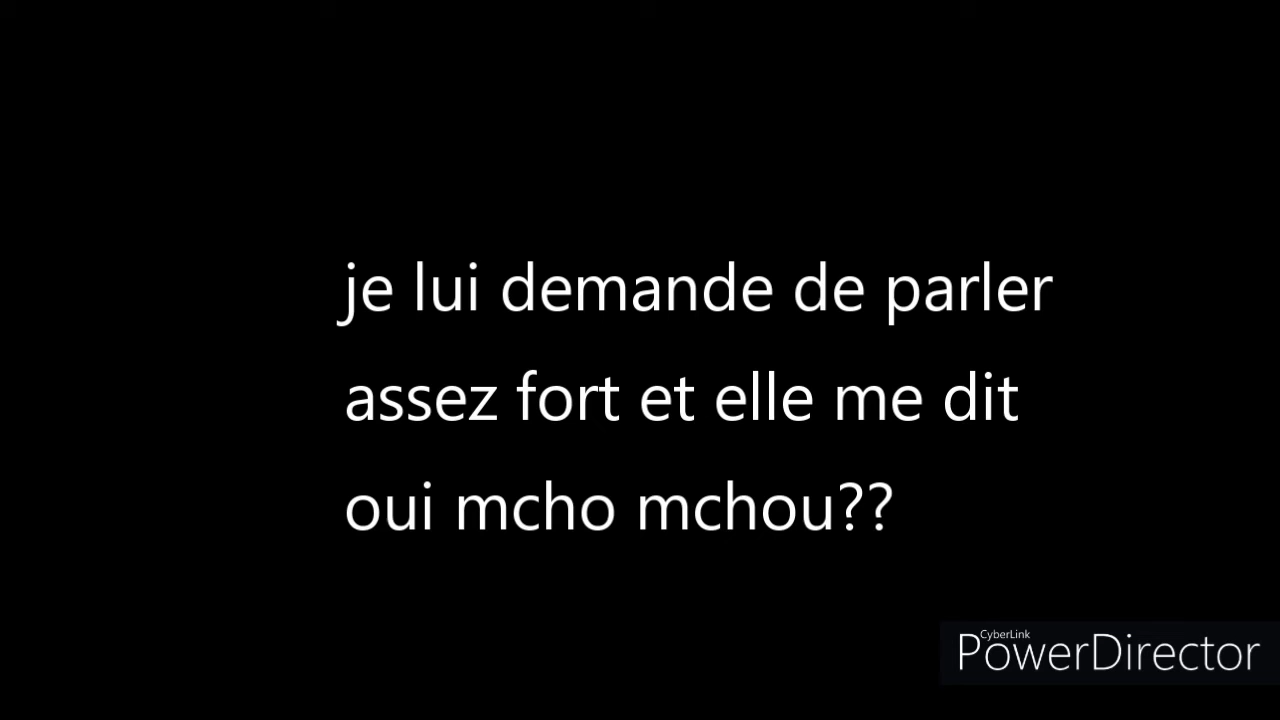 je lui demande de parler
assez fort et elle me dit
oui mcho mchou??
CyberLink
PowerDirector